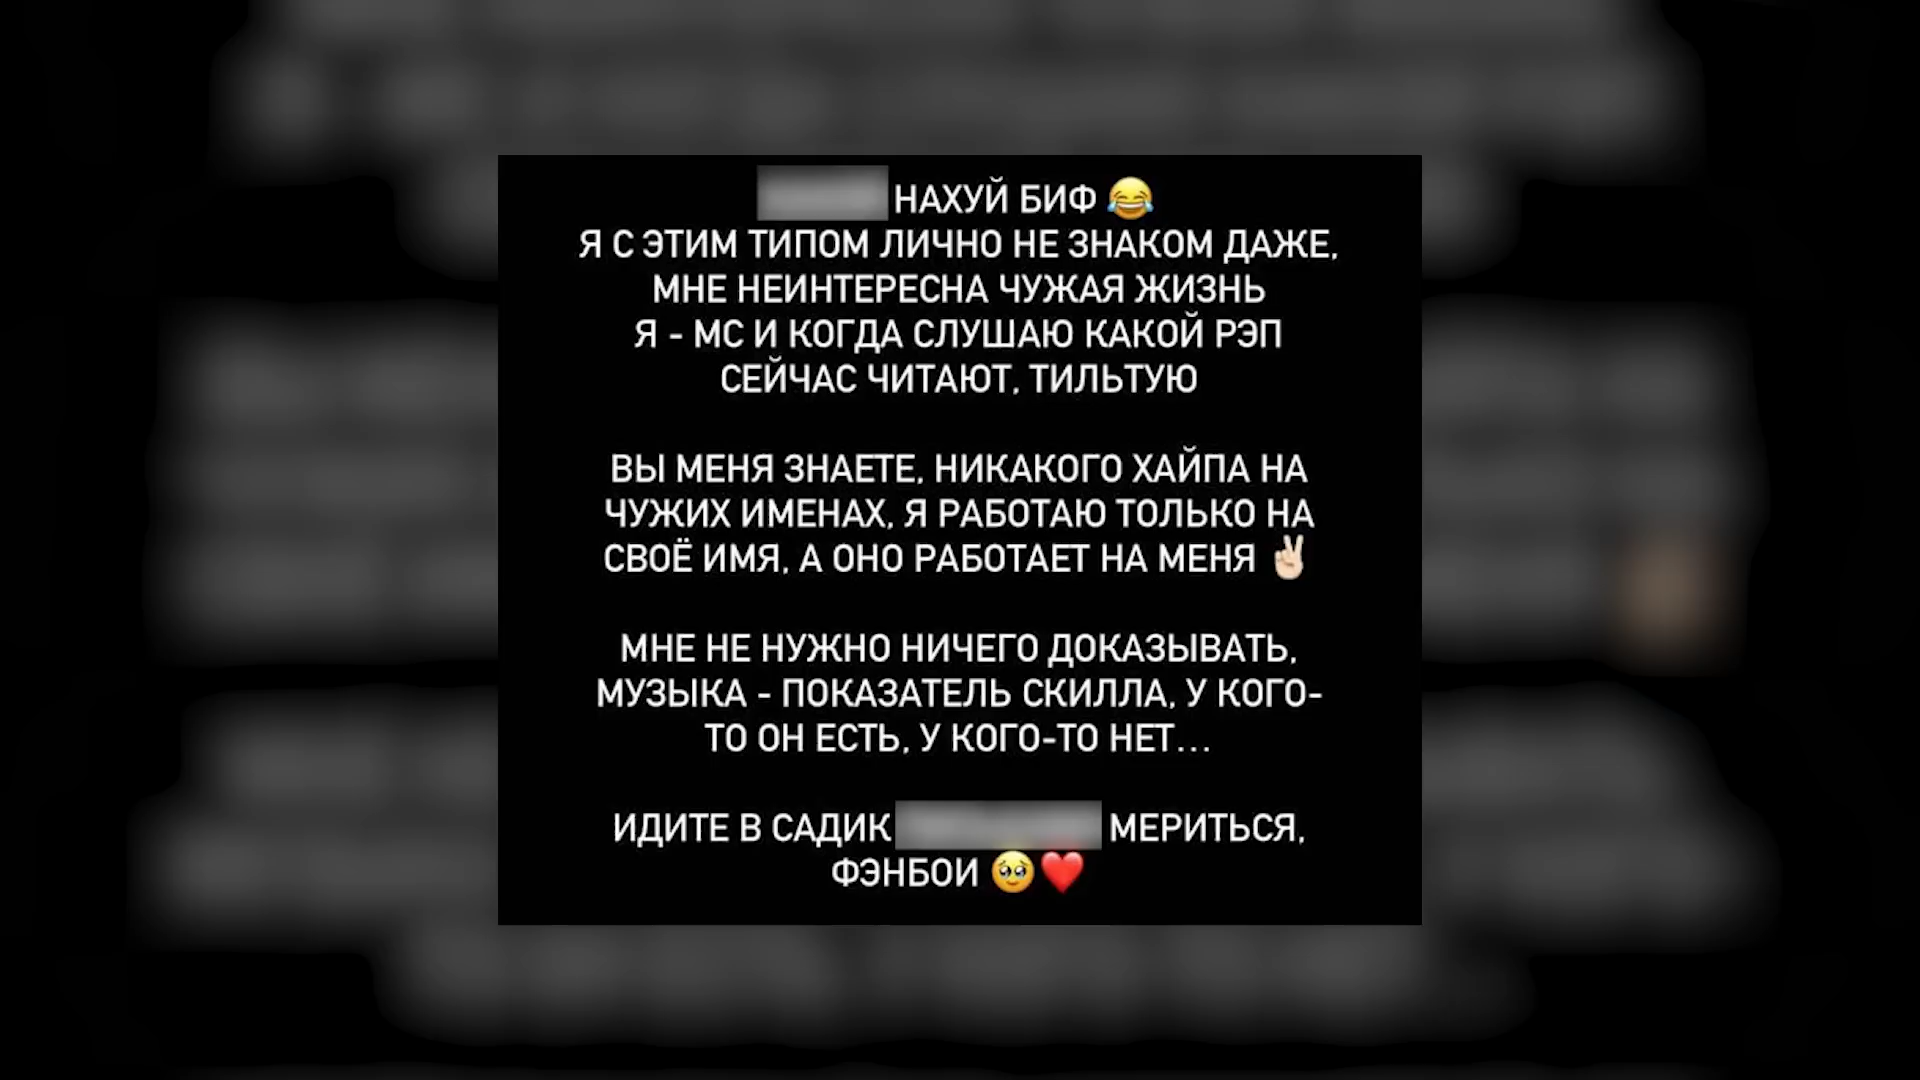 НАХУЙ БИФ 😂
Я С ЭТИМ ТИПОМ ЛИЧНО НЕ ЗНАКОМ ДАЖЕ,
МНЕ НЕИНТЕРЕСНА ЧУЖАЯ ЖИЗНЬ
Я - МС И КОГДА СЛУШАЮ КАКОЙ РЭП
СЕЙЧАС ЧИТАЮТ, ТИЛЬТУЮ
ВЫ МЕНЯ ЗНАЕТЕ, НИКАКОГО ХАЙПА НА
ЧУЖИХ ИМЕНАХ, Я РАБОТАЮ ТОЛЬКО НА
СВОЁ ИМЯ, А ОНО РАБОТАЕТ НА МЕНЯ ✌🏻
МНЕ НЕ НУЖНО НИЧЕГО ДОКАЗЫВАТЬ,
МУЗЫКА - ПОКАЗАТЕЛЬ СКИЛЛА, У КОГО-
ТО ОН ЕСТЬ, У КОГО-ТО НЕТ...
ИДИТЕ В САДИК МЕРИТЬСЯ,
ФЭНБОИ 🥹❤️